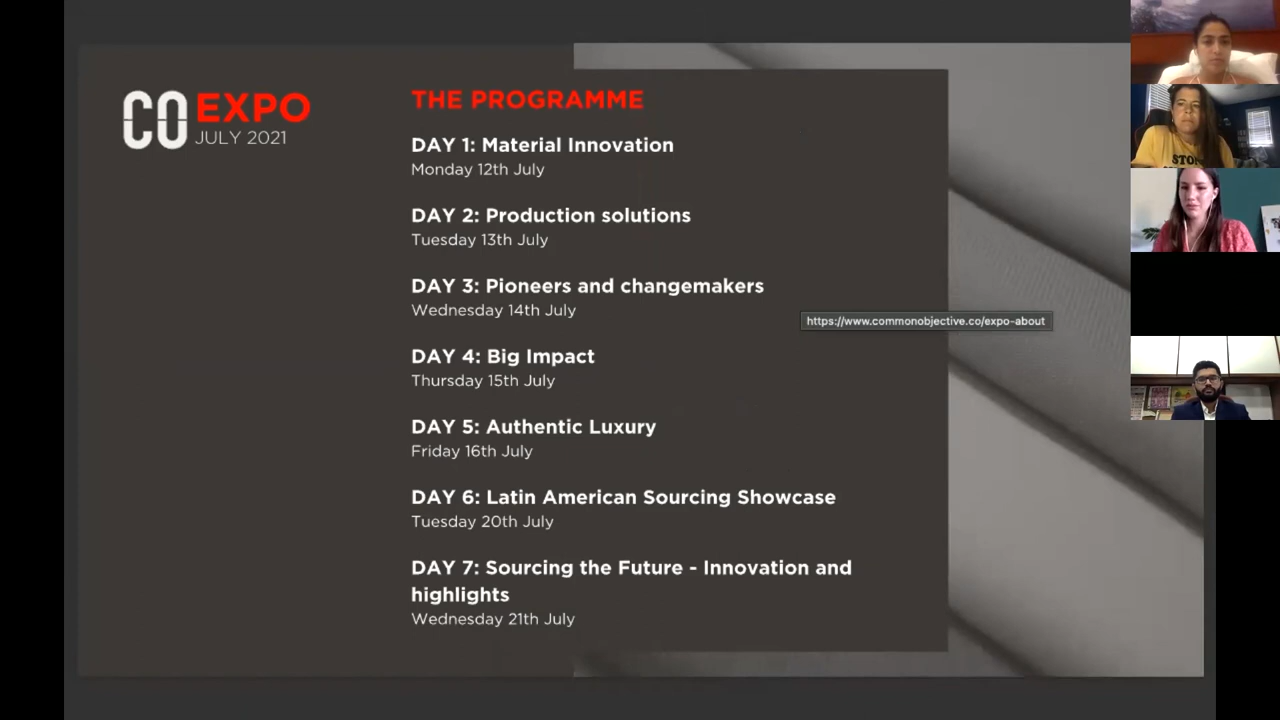 CO EXPO
JULY 2021
THE PROGRAMME
DAY 1: Material Innovation
Monday 12th July
DAY 2: Production solutions
Tuesday 13th July
DAY 3: Pioneers and changemakers
Wednesday 14th July
https://www.commonobjective.co/expo-about
DAY 4: Big Impact
Thursday 15th July
DAY 5: Authentic Luxury
Friday 16th July
DAY 6: Latin American Sourcing Showcase
Tuesday 20th July
DAY 7: Sourcing the Future - Innovation and
highlights
Wednesday 21th July